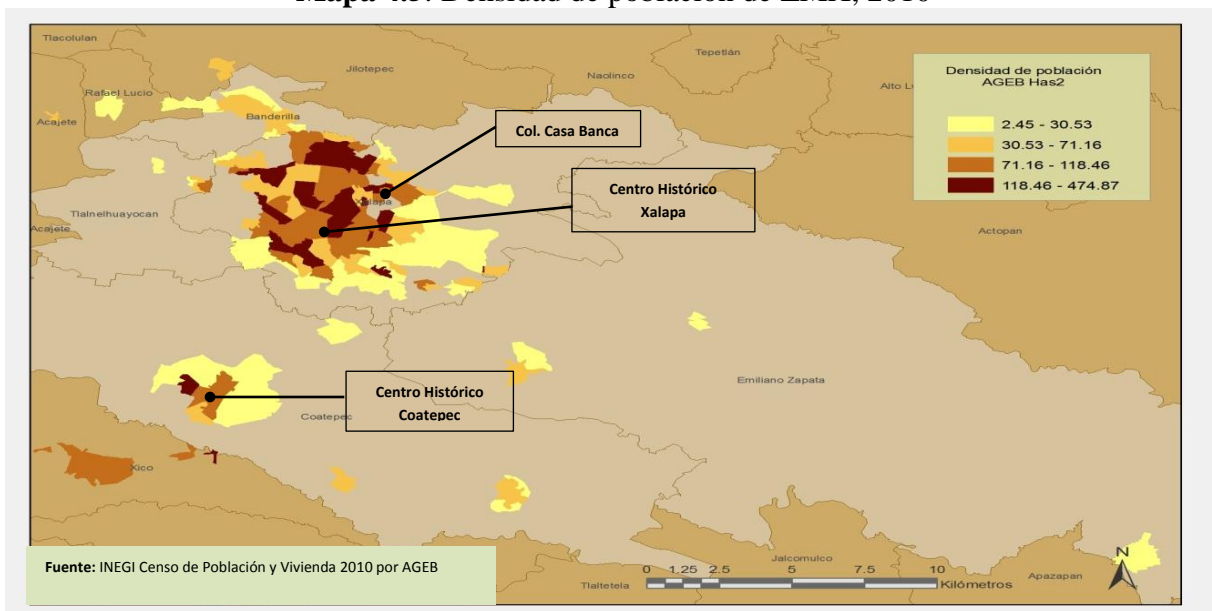 Tlacolulan
Tepetlán
Jilotepec
Naolinco
Densidad de población
AGEB Has2
Rafael Lucio
Alto L
2.45 - 30.53
30.53 - 71.16
71.16 - 118.46
118.46 - 474.87
Acajete
Banderilla
Col. Casa Banca
Centro Histórico
Xalapa
Xalapa
Tlalnelhuayocan
Acajete
Actopan
Emiliano Zapata
Centro Histórico
Coatepec
Coatepec
Xico
Fuente: INEGI Censo de Población y Vivienda 2010 por AGEB
Jalcomulco
N
0 1.25 2.5 5 7.5 10
Kilómetros
Apazapan
Tlaltetela